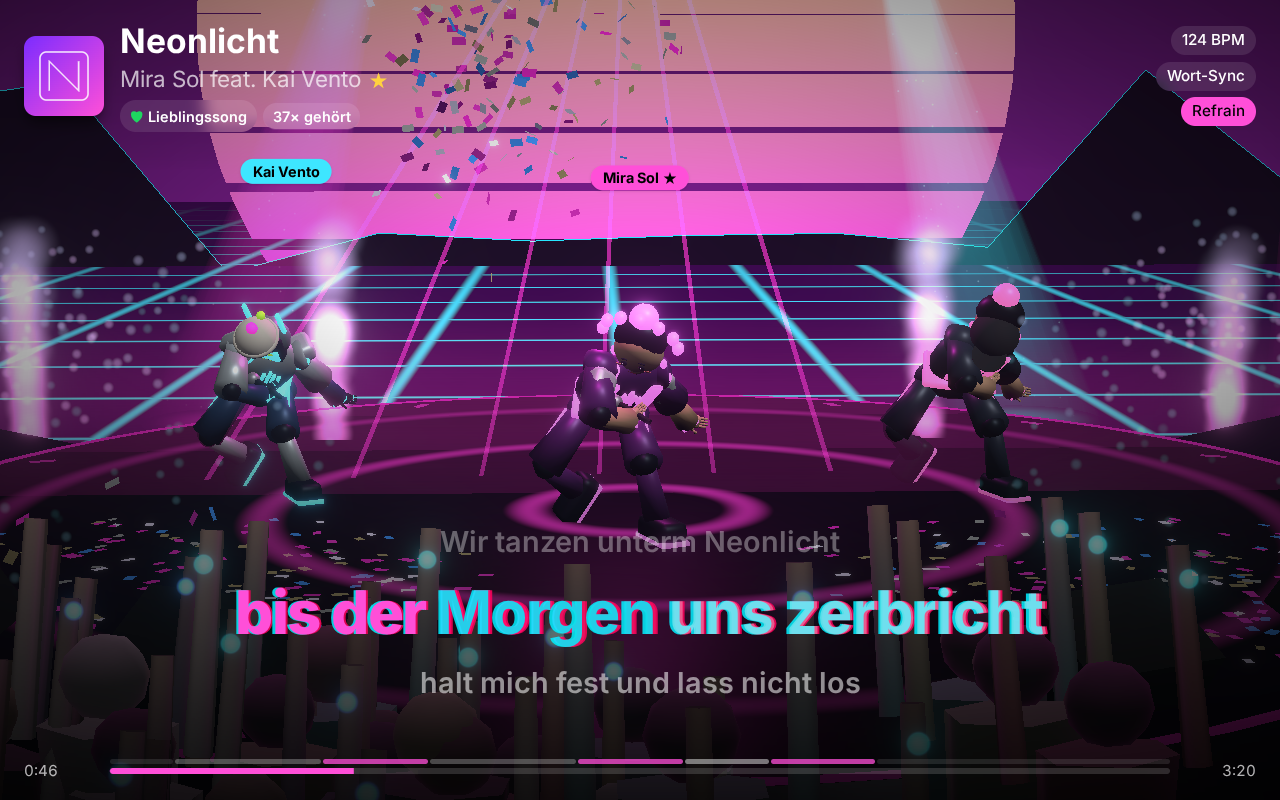 Neonlicht
Mira Sol feat. Kai Vento ★
Lieblingssong
37× gehört
124 BPM
Wort-Sync
Refrain
Kai Vento
Mira Sol ★
Wir tanzen unterm Neonlicht
bis der Morgen uns zerbricht
halt mich fest und lass nicht los
0:46
3:20